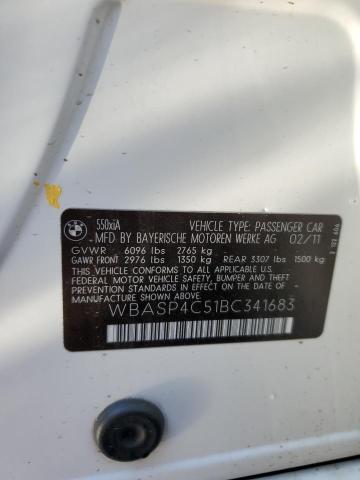 BMW
550xiA VEHICLE TYPE: PASSENGER CAR
MFD BY BAYERISCHE MOTOREN WERKE AG 02/11
GVWR 6096 lbs 2765 kg
GAWR FRONT 2976 lbs 1350 kg REAR 3307 lbs 1500 kg
THIS VEHICLE CONFORMS TO ALL APPLICABLE U.S.
FEDERAL MOTOR VEHICLE SAFETY, BUMPER, AND THEFT
PREVENTION STANDARDS IN EFFECT ON THE DATE OF
MANUFACTURE SHOWN ABOVE.
WBASP4C51BC341683